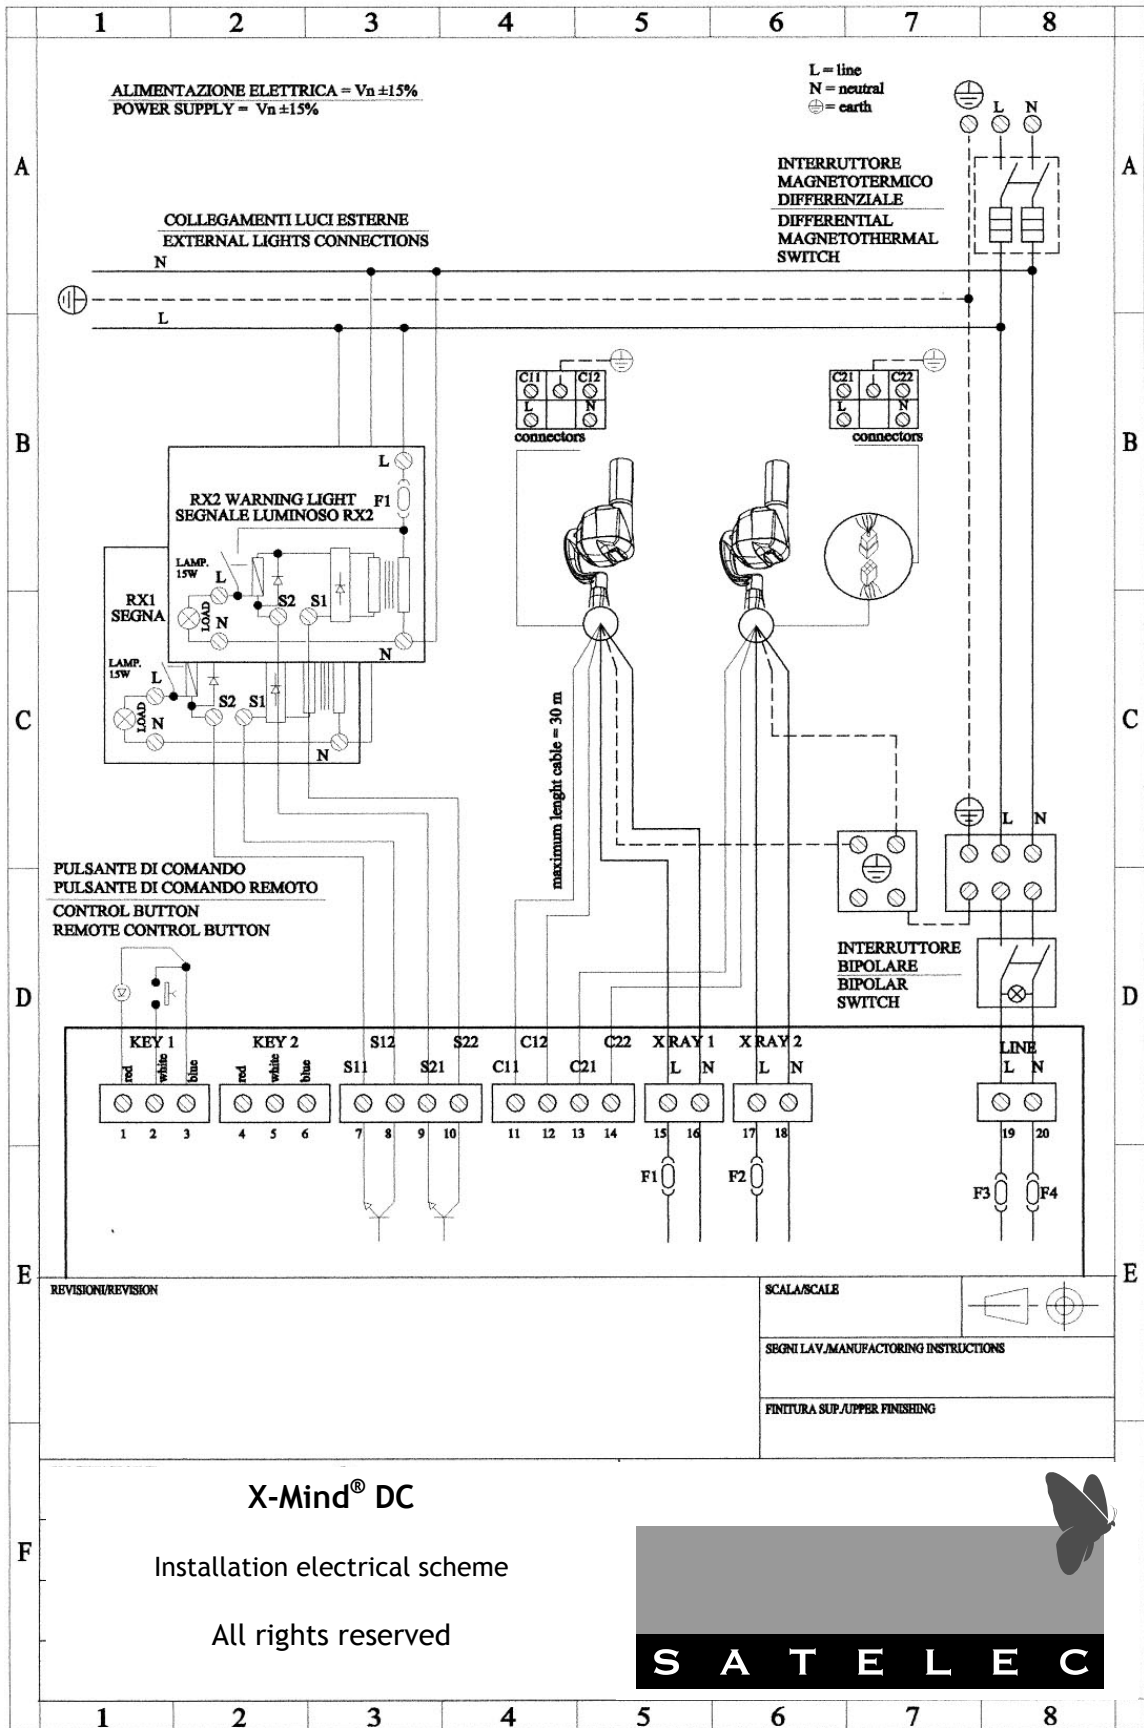 1 2 3 4 5 6 7 8
L = line
N = neutral
= earth
ALIMENTAZIONE ELETTRICA = Vn ±15%
POWER SUPPLY = Vn ±15%
L N
A A
INTERRUTTORE
MAGNETOTERMICO
DIFFERENZIALE
DIFFERENTIAL
MAGNETOTHERMAL
SWITCH
COLLEGAMENTI LUCI ESTERNE
EXTERNAL LIGHTS CONNECTIONS
N
L
C11 C12
L N
connectors
C21 C22
L N
connectors
B B
L
F1
RX2 WARNING LIGHT
SEGNALE LUMINOSO RX2
LAMP.
15W
L
S2 S1
LOAD
N
N
RX1
SEGNA
LAMP.
15W
L
S2 S1
LOAD
N
N
C C
maximum lenght cable = 30 m
L N
PULSANTE DI COMANDO
PULSANTE DI COMANDO REMOTO
CONTROL BUTTON
REMOTE CONTROL BUTTON
INTERRUTTORE
BIPOLARE
BIPOLAR
SWITCH
D D
KEY 1 KEY 2 S12 S22 C12 C22 X RAY 1 X RAY 2 LINE
red white blue red white blue S11 S21 C11 C21 L N L N L N
1 2 3 4 5 6 7 8 9 10 11 12 13 14 15 16 17 18 19 20
F1 F2 F3 F4
E E
REVISIONI/REVISION
SCALA/SCALE
SEGNI LAV./MANUFACTORING INSTRUCTIONS
FINITURA SUP./UPPER FINISHING
X-Mind® DC
Installation electrical scheme
All rights reserved
F
SATELEC
1 2 3 4 5 6 7 8